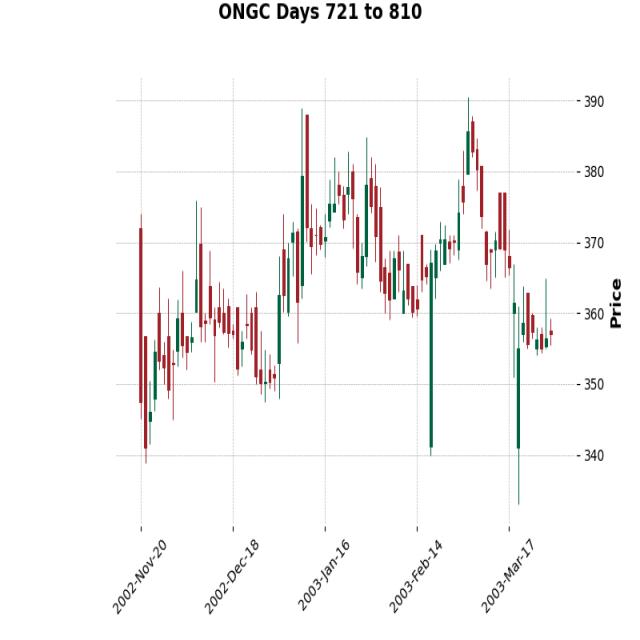 ONGC Days 721 to 810
390
380
370
360
350
340
Price
2002-Nov-20
2002-Dec-18
2003-Jan-16
2003-Feb-14
2003-Mar-17